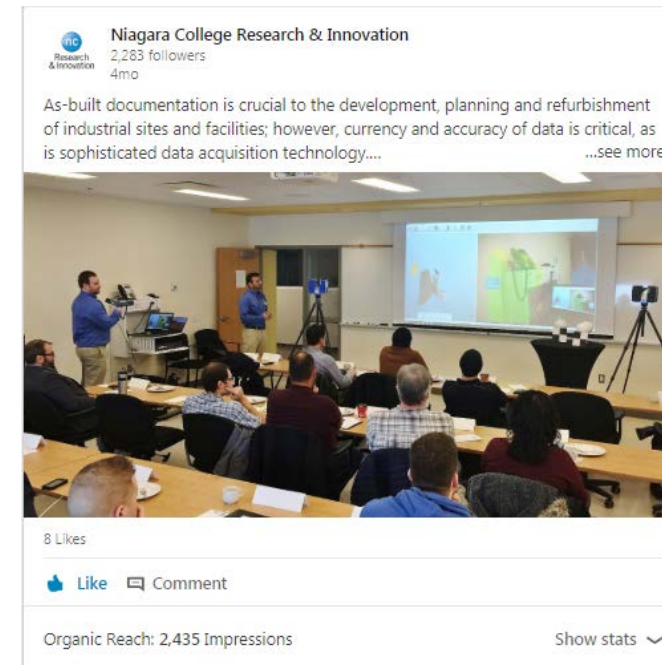 nc
Research
& Innovation
Niagara College Research & Innovation
2,283 followers
4mo
As-built documentation is crucial to the development, planning and refurbishment
of industrial sites and facilities; however, currency and accuracy of data is critical, as
is sophisticated data acquisition technology.... ...see more
8 Likes
Like Comment
Organic Reach: 2,435 Impressions Show stats